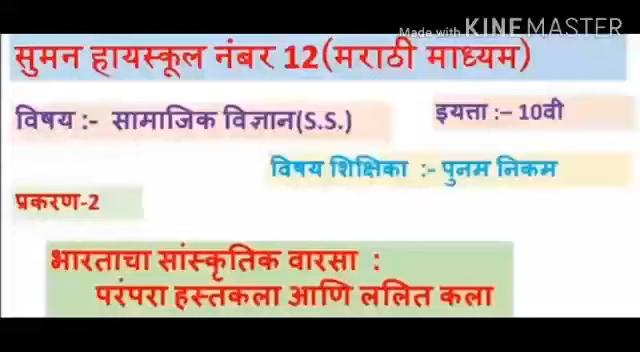 Made with KINEMASTER
सुमन हायस्कूल नंबर 12(मराठी माध्यम)
विषय :- सामाजिक विज्ञान(S.S.)
इयत्ता :– 10वी
विषय शिक्षिका :- पुनम निकम
प्रकरण-2
भारताचा सांस्कृतिक वारसा :
परंपरा हस्तकला आणि ललित कला